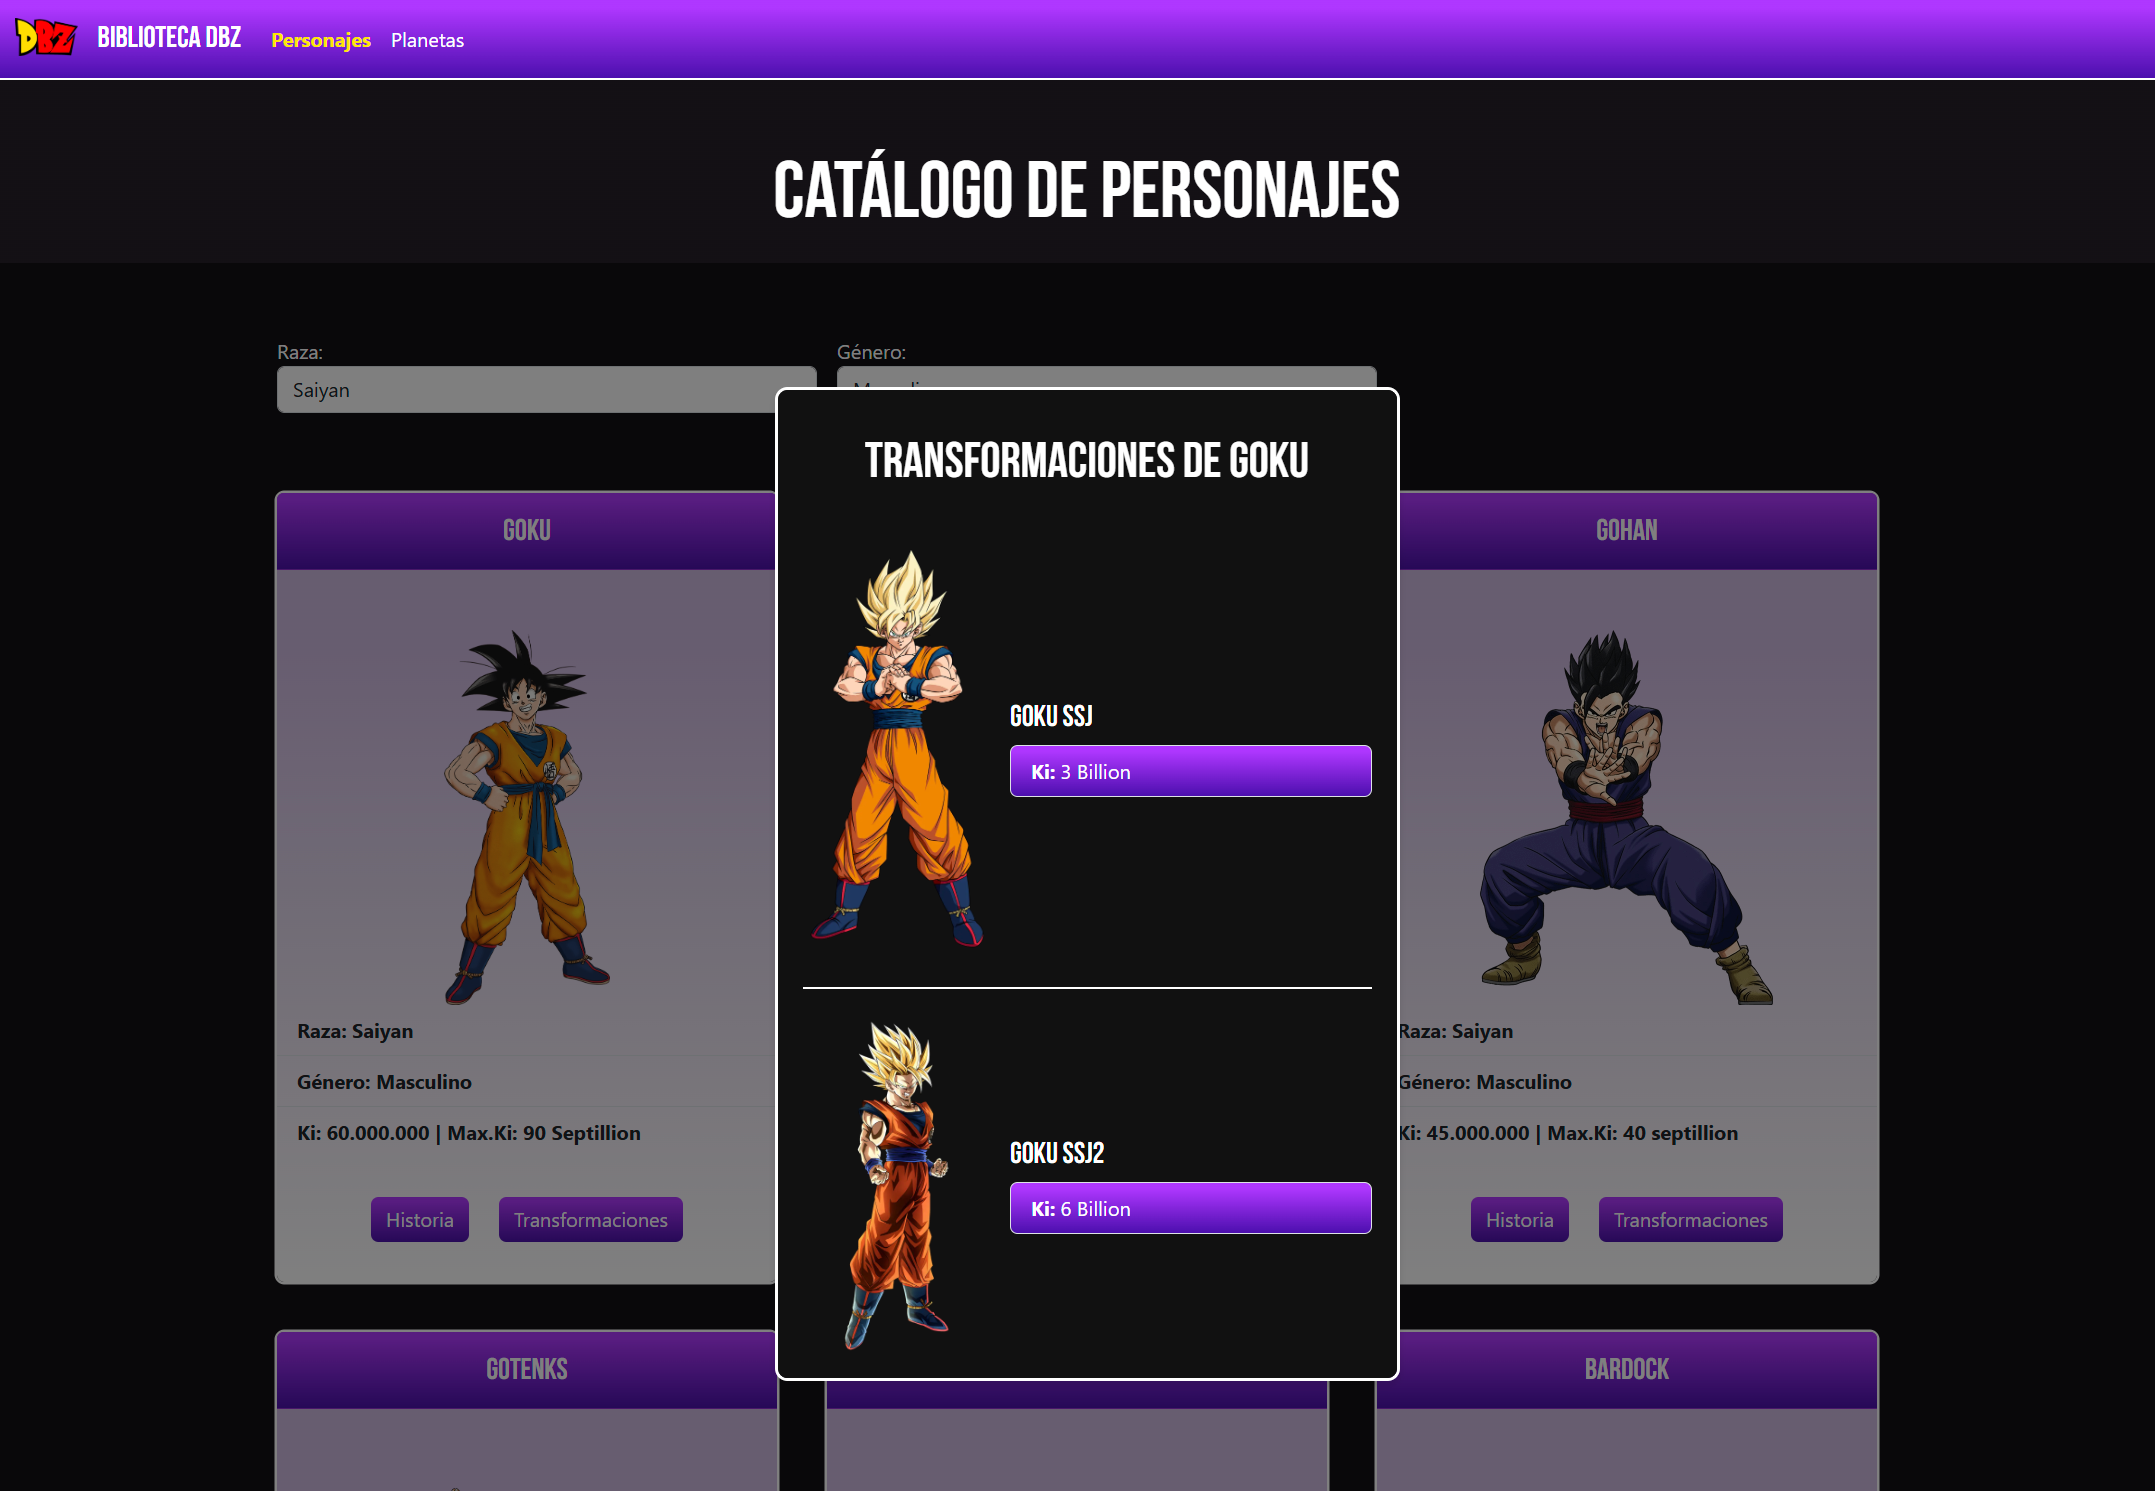 DBZ BIBLIOTECA DBZ Personajes Planetas
CATÁLOGO DE PERSONAJES
Raza:
Género:
Saiyan
TRANSFORMACIONES DE GOKU
GOKU
GOHAN
GOKU SSJ
Ki: 3 Billion
Raza: Saiyan
Género: Masculino
Ki: 60.000.000 | Max.Ki: 90 Septillion
Historia
Transformaciones
GOKU SSJ2
Ki: 6 Billion
Raza: Saiyan
Género: Masculino
Ki: 45.000.000 | Max.Ki: 40 septillion
Historia
Transformaciones
GOTENKS
BARDOCK